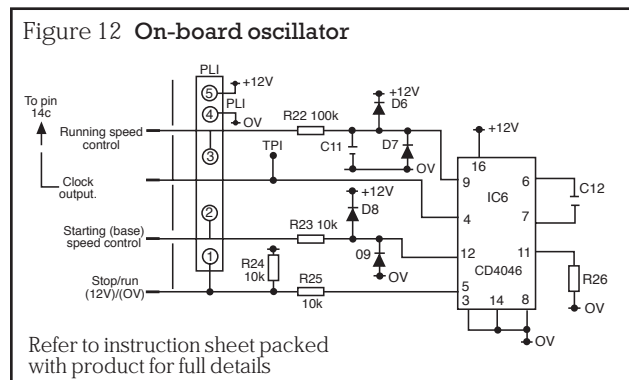 Figure 12 On-board oscillator
PLI
5
+12V
+12V
To pin
14c
4
PLI
OV
R22 100k
D6
+12V
Running speed
control
TPI
C11
D7
OV
16
3
9
6
IC6
C12
Clock
output.
4
7
+12V
D8
2
Starting (base)
speed control
R23 10k
12
11
1
R24
10k
09
CD4046
OV
R26
Stop/run
(12V)/(OV)
R25
10k
5
3
14
8
OV
OV
Refer to instruction sheet packed
with product for full details